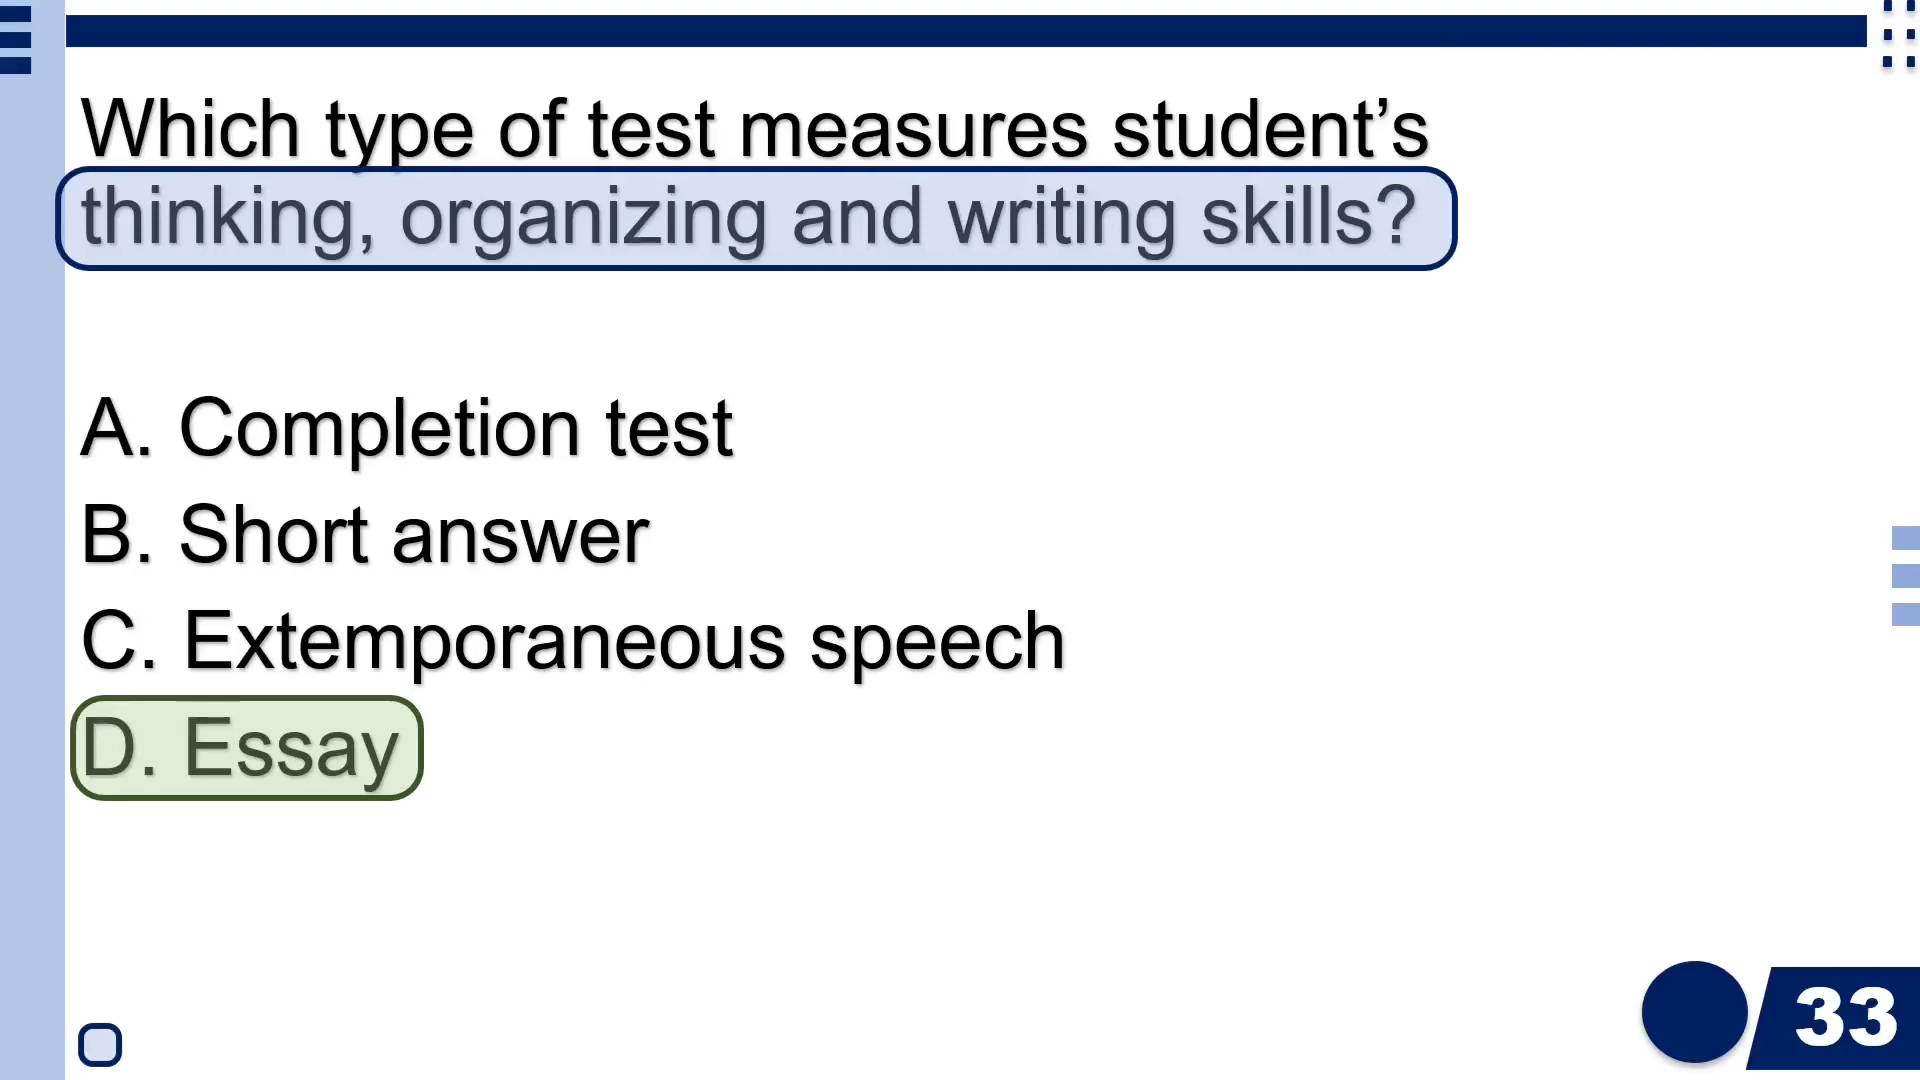 Which type of test measures student’s
thinking, organizing and writing skills?
A. Completion test
B. Short answer
C. Extemporaneous speech
D. Essay
33